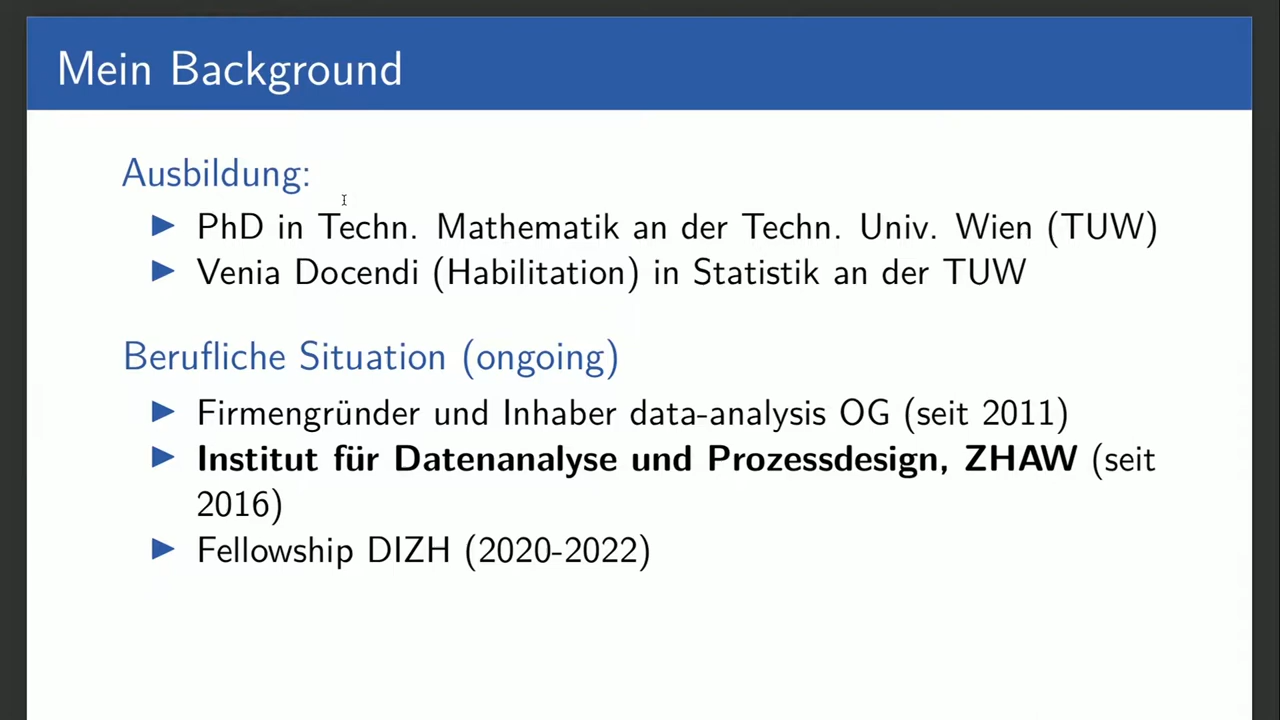 Mein Background
Ausbildung:
PhD in Techn. Mathematik an der Techn. Univ. Wien (TUW)
Venia Docendi (Habilitation) in Statistik an der TUW
Berufliche Situation (ongoing)
Firmengründer und Inhaber data-analysis OG (seit 2011)
Institut für Datenanalyse und Prozessdesign, ZHAW (seit
2016)
Fellowship DIZH (2020-2022)